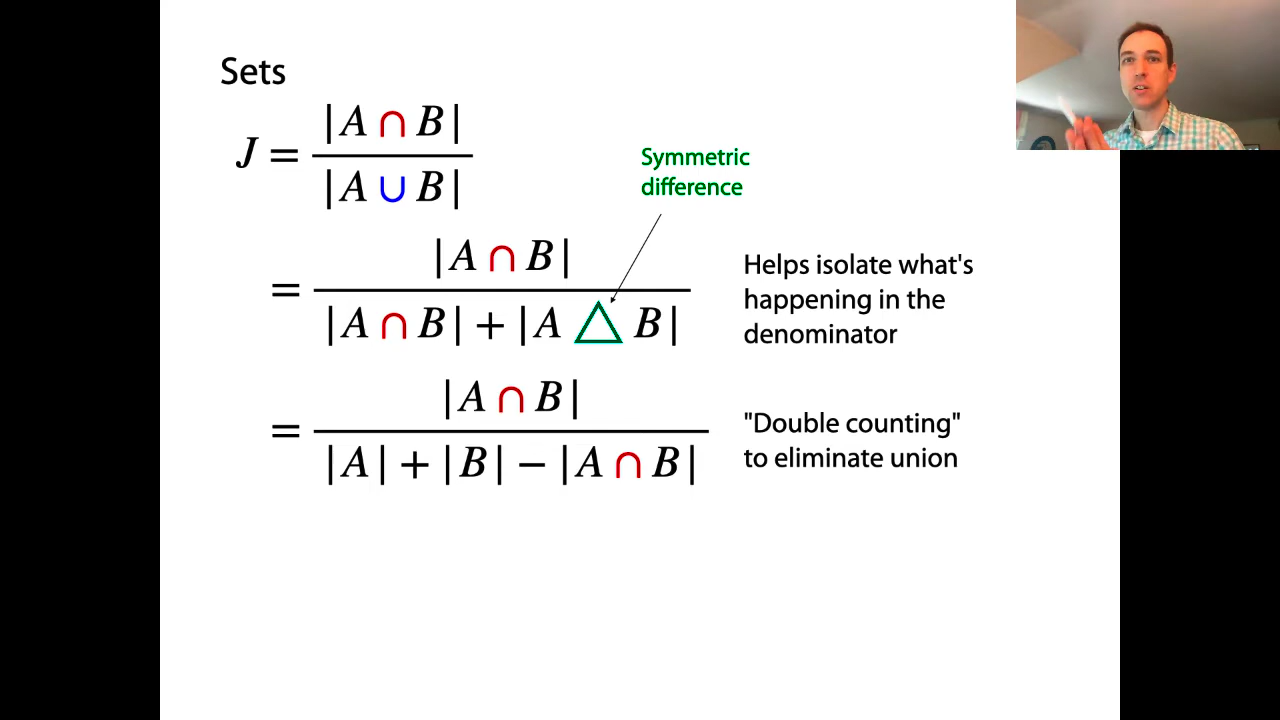 Sets
J = |A ∩ B| / |A ∪ B|
Symmetric
difference
= |A ∩ B| / |A ∩ B| + |A △ B|
Helps isolate what's
happening in the
denominator
= |A ∩ B| / |A| + |B| − |A ∩ B|
"Double counting"
to eliminate union